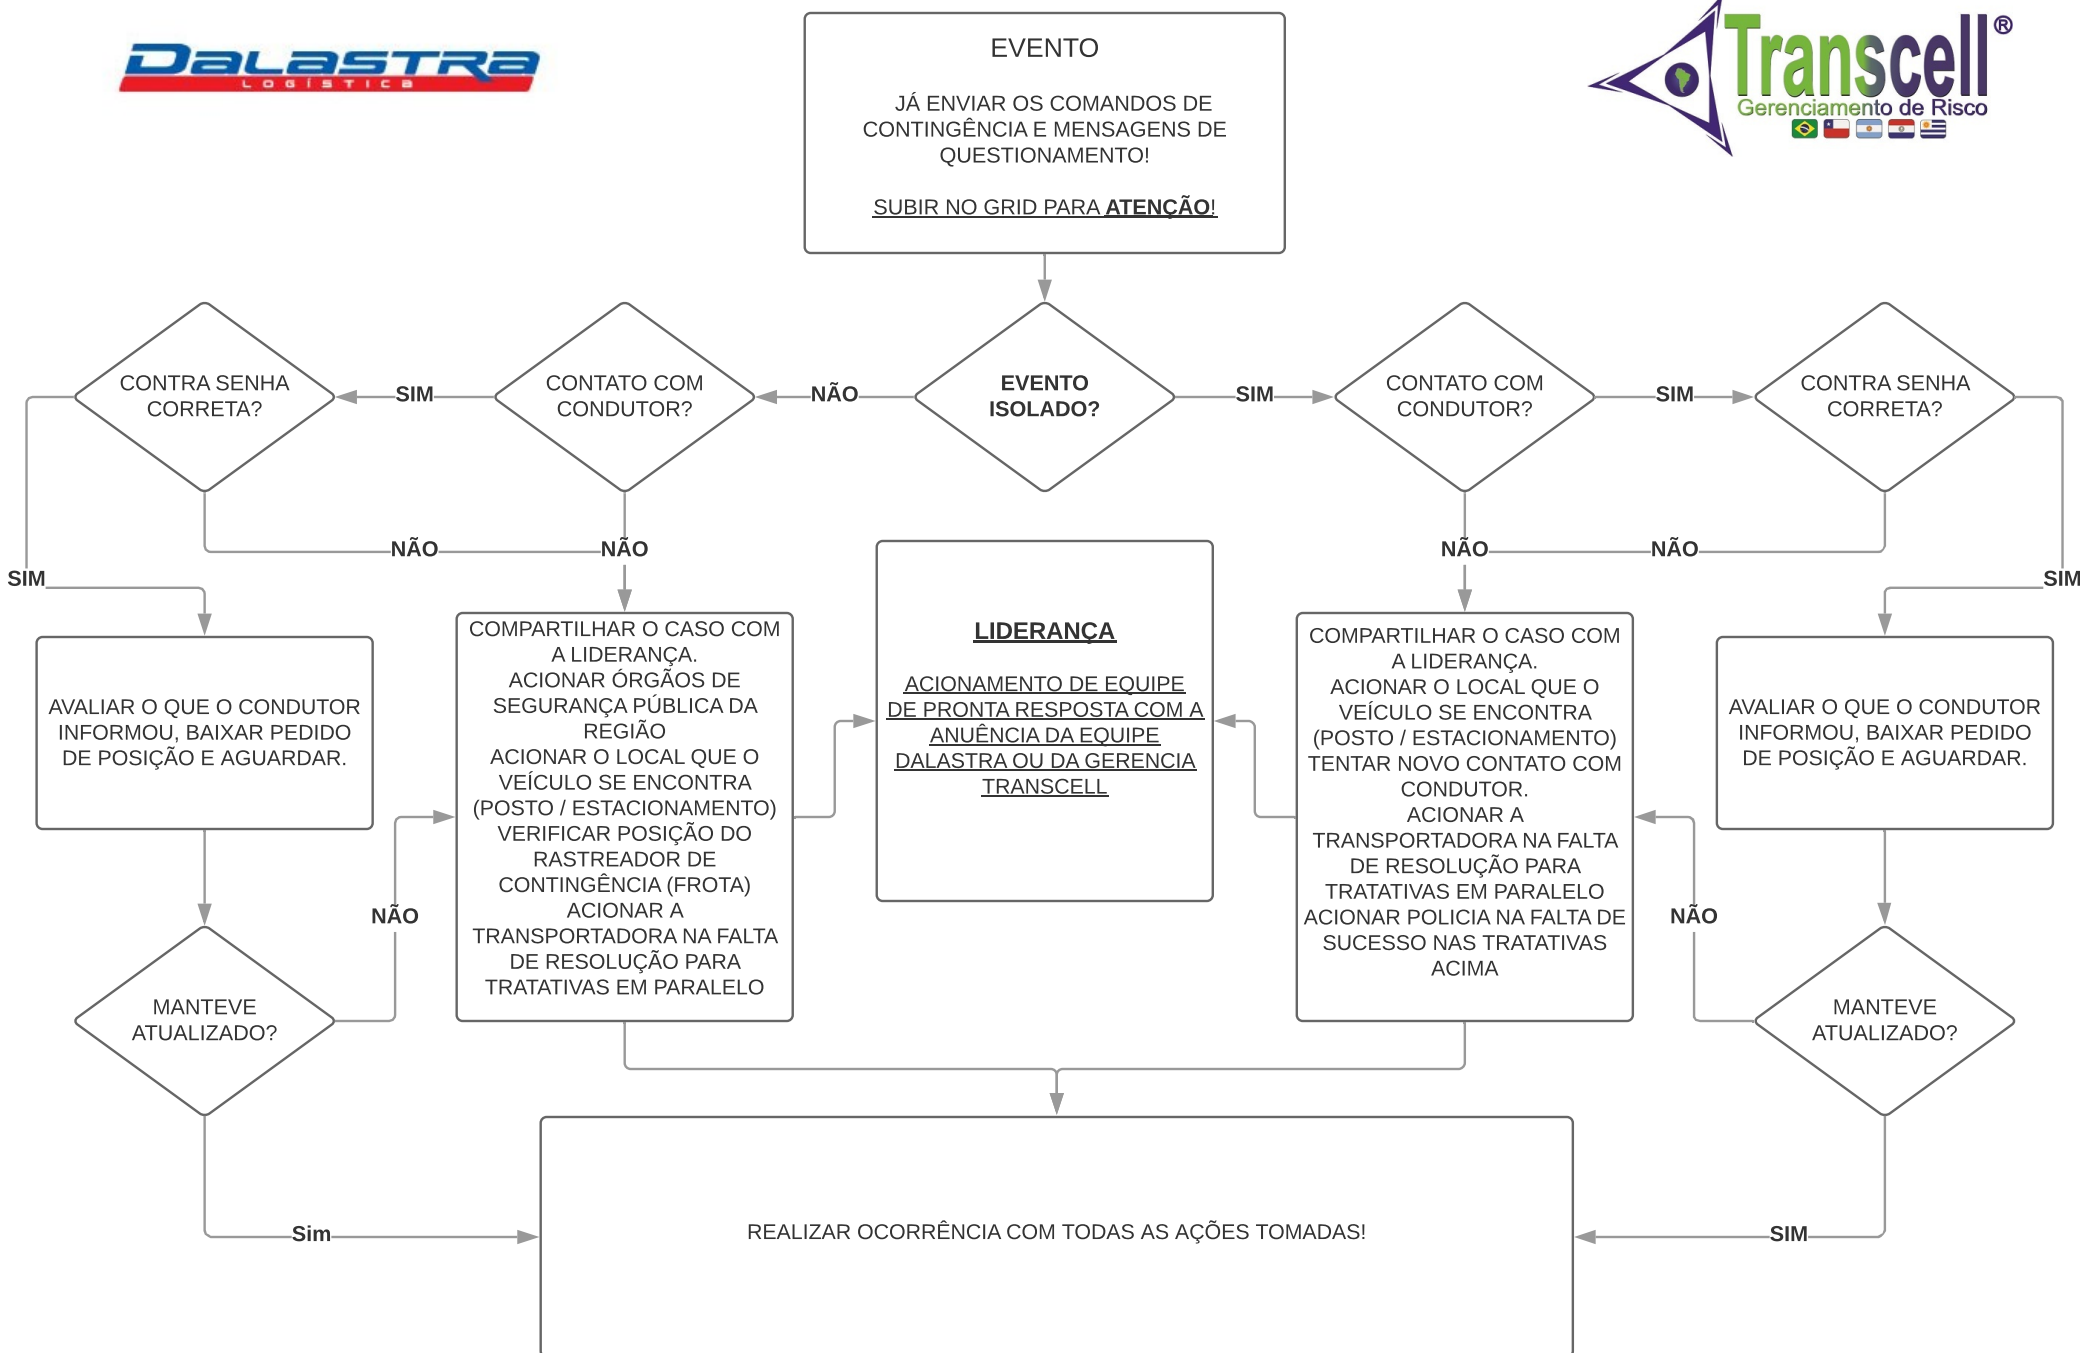 DALASTRA
LOGÍSTICA
Transcell®
Gerenciamento de Risco
EVENTO
JÁ ENVIAR OS COMANDOS DE
CONTINGÊNCIA E MENSAGENS DE
QUESTIONAMENTO!
SUBIR NO GRID PARA ATENÇÃO!
CONTRA SENHA
CORRETA?
SIM
CONTATO COM
CONDUTOR?
NÃO
EVENTO
ISOLADO?
SIM
CONTATO COM
CONDUTOR?
SIM
CONTRA SENHA
CORRETA?
NÃO
NÃO
NÃO
NÃO
SIM
SIM
AVALIAR O QUE O CONDUTOR
INFORMOU, BAIXAR PEDIDO
DE POSIÇÃO E AGUARDAR.
COMPARTILHAR O CASO COM
A LIDERANÇA.
ACIONAR ÓRGÃOS DE
SEGURANÇA PÚBLICA DA
REGIÃO
ACIONAR O LOCAL QUE O
VEÍCULO SE ENCONTRA
(POSTO / ESTACIONAMENTO)
VERIFICAR POSIÇÃO DO
RASTREADOR DE
CONTINGÊNCIA (FROTA)
ACIONAR A
TRANSPORTADORA NA FALTA
DE RESOLUÇÃO PARA
TRATATIVAS EM PARALELO
LIDERANÇA
ACIONAMENTO DE EQUIPE
DE PRONTA RESPOSTA COM A
ANUÊNCIA DA EQUIPE
DALASTRA OU DA GERENCIA
TRANSCELL
COMPARTILHAR O CASO COM
A LIDERANÇA.
ACIONAR O LOCAL QUE O
VEÍCULO SE ENCONTRA
(POSTO / ESTACIONAMENTO)
TENTAR NOVO CONTATO COM
CONDUTOR.
ACIONAR A
TRANSPORTADORA NA FALTA
DE RESOLUÇÃO PARA
TRATATIVAS EM PARALELO
ACIONAR POLICIA NA FALTA DE
SUCESSO NAS TRATATIVAS
ACIMA
AVALIAR O QUE O CONDUTOR
INFORMOU, BAIXAR PEDIDO
DE POSIÇÃO E AGUARDAR.
NÃO
NÃO
MANTEVE
ATUALIZADO?
MANTEVE
ATUALIZADO?
Sim
REALIZAR OCORRÊNCIA COM TODAS AS AÇÕES TOMADAS!
SIM